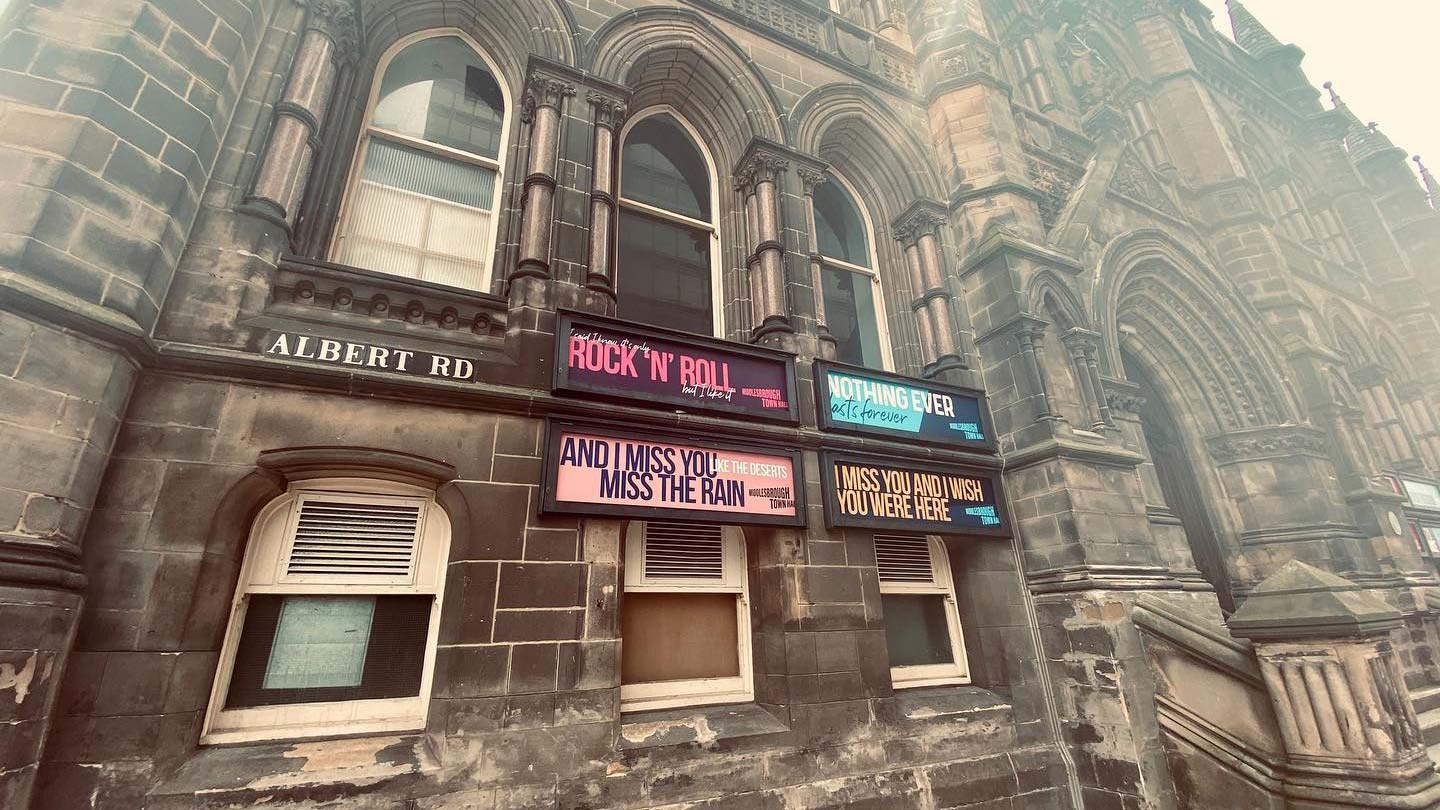 ALBERT RD
I said I know, it's only
ROCK 'N' ROLL
but I like it
MIDDLESBROUGH
TOWN HALL
NOTHING EVER
lasts forever
MIDDLESBROUGH
TOWN HALL
AND I MISS YOU LIKE THE DESERTS
MISS THE RAIN
MIDDLESBROUGH
TOWN HALL
I MISS YOU AND I WISH
YOU WERE HERE
MIDDLESBROUGH
TOWN HALL